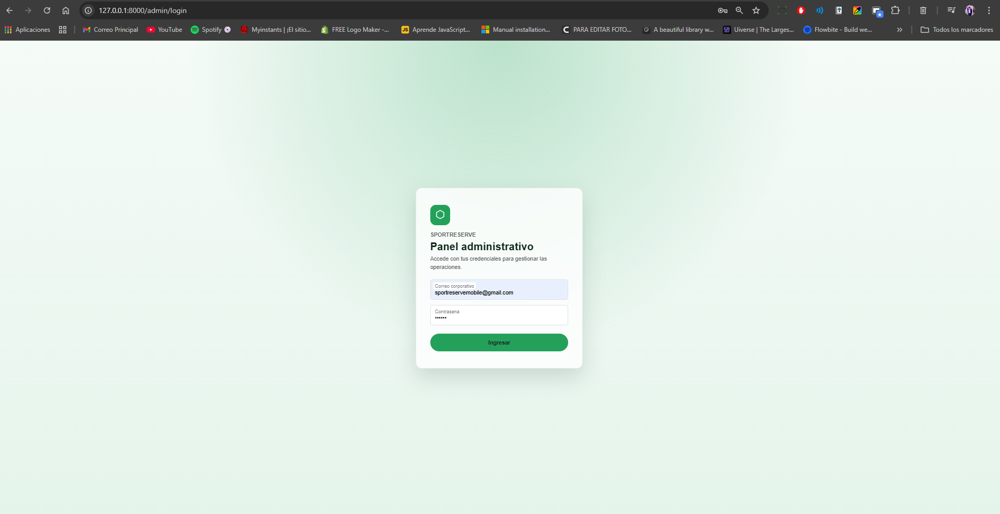 127.0.0.1:8000/admin/login
Aplicaciones
Correo Principal
YouTube
Spotify
Myinstants | ¡El sitio...
FREE Logo Maker -...
JS
Aprende JavaScript...
Manual installation...
PARA EDITAR FOTO...
A beautiful library w...
UI
Uiverse | The Larges...
Flowbite - Build we...
Todos los marcadores
SPORTRESERVE
Panel administrativo
Accede con tus credenciales para gestionar las
operaciones.
Correo corporativo
sportreservemobile@gmail.com
Contrasena
••••••
Ingresar